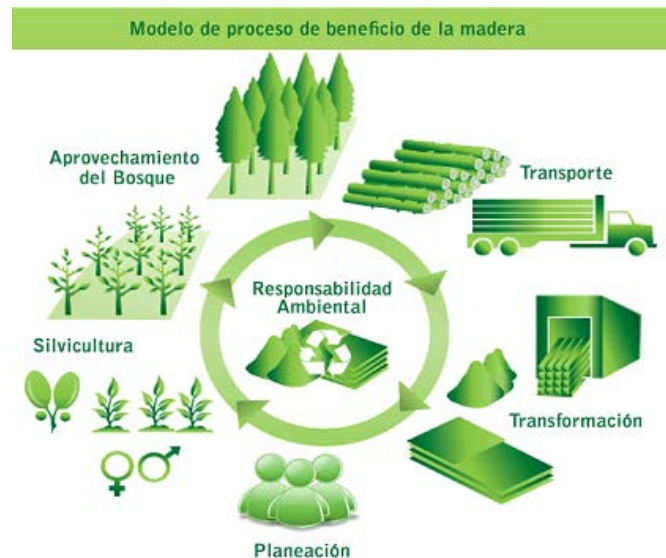 Modelo de proceso de beneficio de la madera
Aprovechamiento
del Bosque
Transporte
Responsabilidad
Ambiental
Silvicultura
Transformación
Planeación